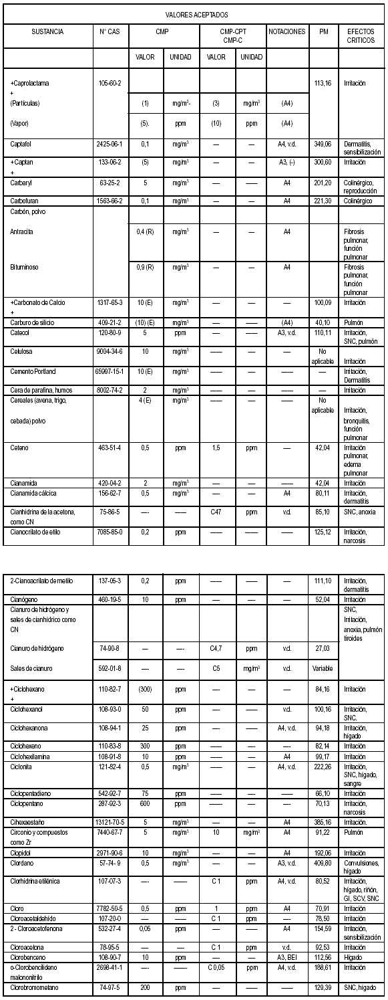 VALORES ACEPTADOS
SUSTANCIA N° CAS CMP CMP-CPT CMP-C NOTACIONES PM EFECTOS CRITICOS
VALOR UNIDAD VALOR UNIDAD
+Caprolactama 105-60-2 113,16 Irritación
+
(Partículas) (1) mg/m³- (3) mg/m³ (A4)
(Vapor) (5). ppm (10) ppm (A4)
Captafol 2425-06-1 0,1 mg/m³ — — A4, v.d. 349,06 Dermatitis,
sensibilización
+Captan 133-06-2 (5) mg/m³ — — A3, (-) 300,60 Irritación
+
Carbaryl 63-25-2 5 mg/m³ — —— A4 201,20 Colinérgico,
reproducción
Carbofuran 1563-66-2 0,1 mg/m³ — — A4 221,30 Colinérgico
Carbón, polvo
Antracita 0,4 (R) mg/m³ — — A4 Fibrosis
pulmonar,
función
pulmonar
Bituminoso 0,9 (R) mg/m³ — — A4 Fibrosis
pulmonar,
función
pulmonar
+Carbonato de Calcio 1317-65-3 10 (E) mg/m³ — — — 100,09 Irritación
+
Carburo de silicio 409-21-2 (10) (E) mg/m³ — — (A4) 40,10 Pulmón
Catecol 120-80-9 5 ppm — —— A3, v.d. 110,11 Irritación,
SNC, pulmón
Celulosa 9004-34-6 10 mg/m³ —— —— — No
aplicable Irritación
Cemento Portland 65997-15-1 10 (E) mg/m³ —— —— —— — Irritación,
Dermatitis
Cera de parafina, humos 8002-74-2 2 mg/m³ —— —— —— — Irritación
Cereales (avena, trigo, 4 (E) mg/m³ —— —— —— No
aplicable Irritación,
cebada) polvo bronquitis,
función
pulmonar
Ceteno 463-51-4 0,5 ppm 1,5 ppm — 42,04 Irritación
pulmonar,
edema
pulmonar
Cianamida 420-04-2 2 mg/m³ — — —— 42,04 Irritación
Cianamida cálcica 156-62-7 0,5 mg/m³ — — A4 80,11 Irritación,
dermatitis
Cianhidrina de la acetona, 75-86-5 —- —— C47 ppm v.d. 85,10 SNC, anoxia
como CN
Cianocrilato de etilo 7085-85-0 0,2 ppm —— —— —— 125,12 Irritación,
narcosis
2-Cianoacrilato de metilo 137-05-3 0,2 ppm —— —— — 111,10 Irritación,
dermatitis
Cianógeno 460-19-5 10 ppm —— —— — 52,04 Irritación
Cianuro de hidrógeno y SNC,
sales de cianhídrico como Irritación,
CN anoxia, pulmón
tiroides
Cianuro de hidrógeno 74-90-8 — —- C4,7 ppm v.d. 27,03
Sales de cianuro 592-01-8 — — C5 mg/m³ v.d. Variable
+Ciclohexano 110-82-7 (300) ppm — — — 84,16 Irritación
+
Ciclohexanol 108-93-0 50 ppm — —— v.d. 100,16 Irritación,
SNC.
Ciclohexanona 108-94-1 25 ppm — —— A4, v.d. 94,18 Irritación,
hígado
Ciclohexeno 110-83-8 300 ppm —— — —- 82,14 Irritación
Ciclohexilamina 108-91-8 10 ppm —— — A4 99,17 Irritación
Ciclonita 121-82-4 0,5 mg/m³ —— — A4, v.d. 222,26 Irritación,
SNC, hígado,
sangre
Ciclopentadieno 542-92-7 75 ppm —— —— —— 66,10 Irritación
Ciclopentano 287-92-3 600 ppm —— —— —- 70,13 Irritación,
narcosis
Cihexaestaño 13121-70-5 5 mg/m³ — — A4 385,16 Irritación.
Circonio y compuestos 7440-67-7 5 mg/m³ 10 mg/m³ A4 91,22 Pulmón
como Zr
Clopidol 2971-90-6 10 mg/m³ — — A4 192,06 Irritación
Clordano 57-74- 9 0,5 mg/m³ — — A3, v.d. 409,80 Convulsiones,
hígado
Clorhidrina etilénica 107-07-3 —- —— C 1 ppm A4, v.d. 80,52 Irritación,
hígado, riñón,
GI, SCV, SNC
Cloro 7782-50-5 0,5 ppm 1 ppm A4 70,91 Irritación
Cloroacetaldehído 107-20-0 — —— C 1 ppm —- 78,50 Irritación
2 - Cloroacetofenona 532-27-4 0,05 ppm — —— A4 154,59 Irritación,
sensibilización
Cloroacetona 78-95-5 — — C 1 ppm v.d. 92,53 Irritación
Clorobenceno 108-90-7 10 ppm — — A3, BEI 112,56 Hígado
o-Clorobencilideno 2698-41-1 —- —— C 0,05 ppm A4, v.d. 188,61 Irritación
malononitrilo
Clorobromometano 74-97-5 200 ppm — —— —— 129,39 SNC, hígado